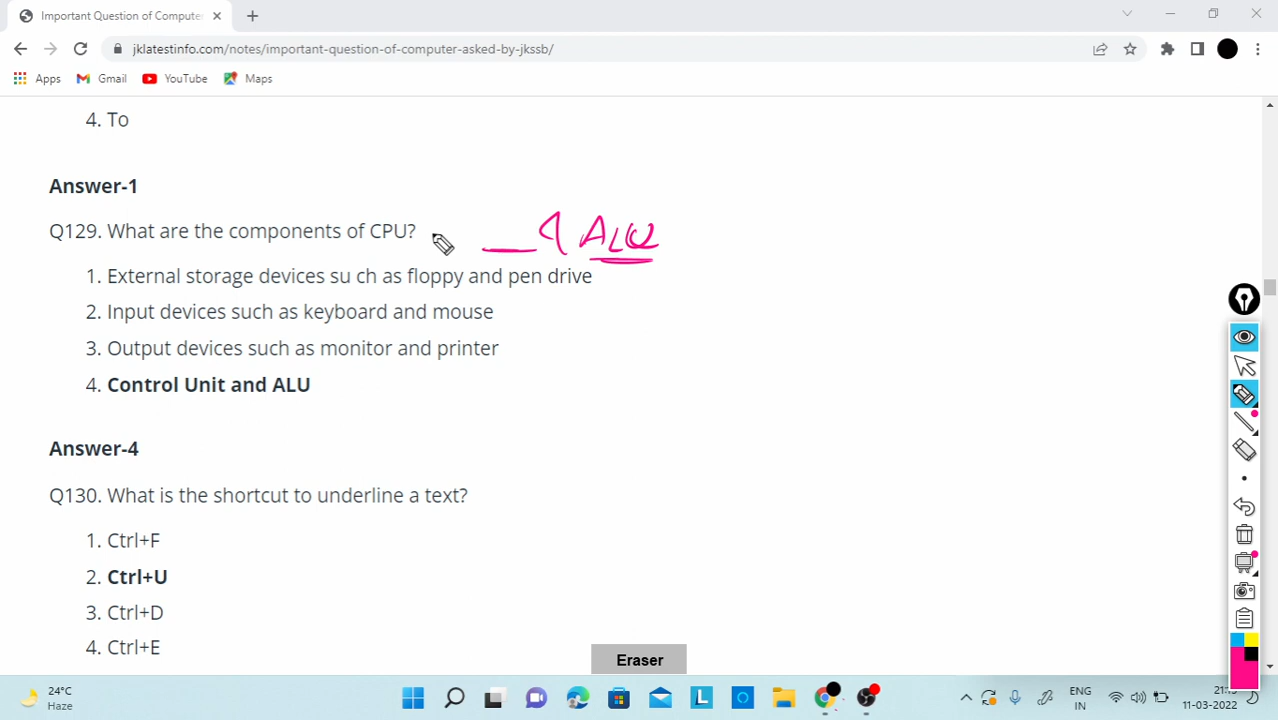 Important Question of Computer
jklatestinfo.com/notes/important-question-of-computer-asked-by-jkssb/
Apps Gmail YouTube Maps
4. To
Answer-1
Q129. What are the components of CPU?
ALU
1. External storage devices su ch as floppy and pen drive
2. Input devices such as keyboard and mouse
3. Output devices such as monitor and printer
4. Control Unit and ALU
Answer-4
Q130. What is the shortcut to underline a text?
1. Ctrl+F
2. Ctrl+U
3. Ctrl+D
4. Ctrl+E
Eraser
24°C
Haze
ENG
IN
11-03-2022